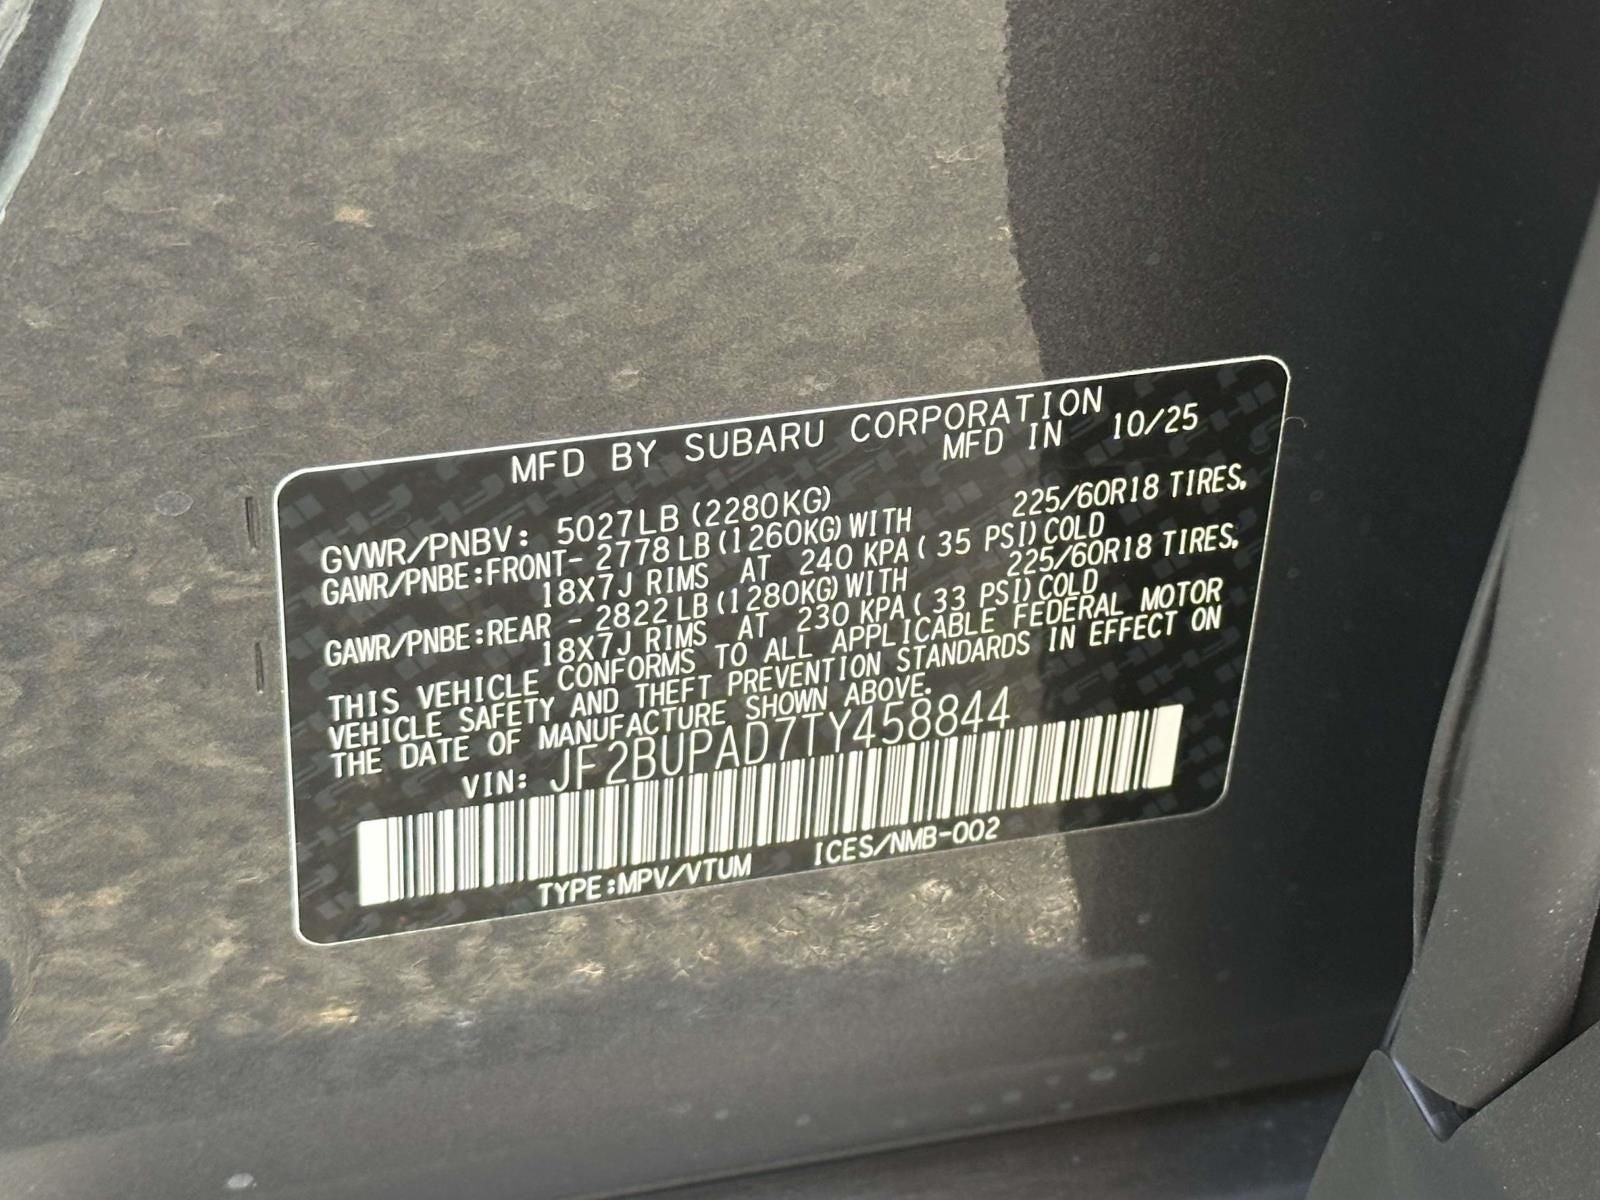 MFD BY SUBARU CORPORATION
MFD IN 10/25
GVWR/PNBV: 5027LB (2280KG)
GAWR/PNBE:FRONT- 2778 LB (1260KG) WITH 225/60R18 TIRES,
18X7J RIMS AT 240 KPA ( 35 PSI) COLD
GAWR/PNBE:REAR - 2822 LB (1280KG) WITH 225/60R18 TIRES,
18X7J RIMS AT 230 KPA ( 33 PSI) COLD
THIS VEHICLE CONFORMS TO ALL APPLICABLE FEDERAL MOTOR
VEHICLE SAFETY AND THEFT PREVENTION STANDARDS IN EFFECT ON
THE DATE OF MANUFACTURE SHOWN ABOVE.
VIN: JF2BUPAD7TY458844
TYPE:MPV/VTUM ICES/NMB-002